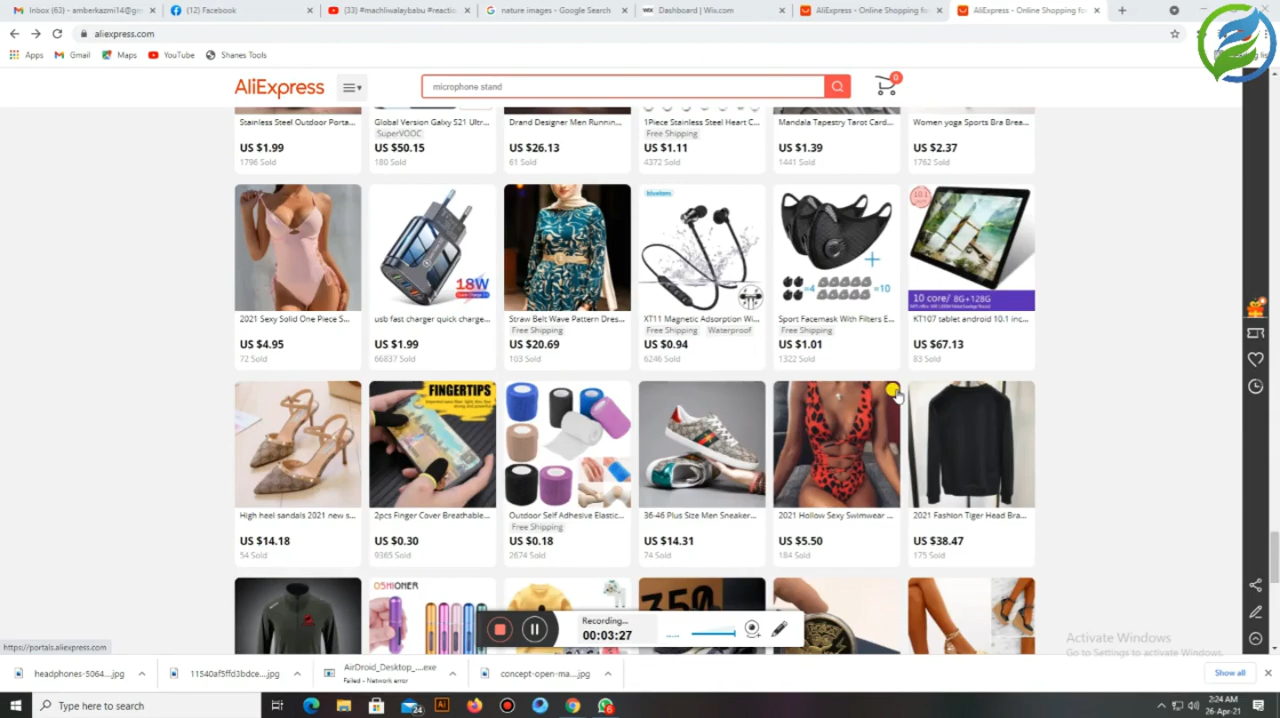 Inbox (63) - amberkazmi14@ge
(12) Facebook
(33) #machliwalaybabu #reactio
nature images - Google Search
Dashboard | Wix.com
AliExpress - Online Shopping for
AliExpress - Online Shopping fo
aliexpress.com
Apps
Gmail
Maps
YouTube
Shanes Tools
AliExpress
microphone stand
0
Stainless Steel Outdoor Porta...
Global Version Galxy S21 Ultr...
Drand Designer Men Runnin...
1Piece Stainless Steel Heart C...
Mandala Tapestry Tarot Card...
Women yoga Sports Bra Brea...
SuperVOOC
Free Shipping
US $1.99
US $50.15
US $26.13
US $1.11
US $1.39
US $2.37
1796 Sold
180 Sold
61 Sold
4372 Sold
1441 Sold
1762 Sold
18W
bluetens
=4
=10
10.1
10 core/ 8G+128G
2021 Sexy Solid One Piece S...
usb fast charger quick charge...
Straw Belt Wave Pattern Dres...
XT11 Magnetic Adsorption Wi...
Sport Facemask With Filters E...
KT107 tablet android 10.1 inc...
Free Shipping
Free Shipping
Waterproof
Free Shipping
US $4.95
US $1.99
US $20.69
US $0.94
US $1.01
US $67.13
72 Sold
66837 Sold
103 Sold
6246 Sold
1322 Sold
83 Sold
FINGERTIPS
High heel sandals 2021 new s...
2pcs Finger Cover Breathable...
Outdoor Self Adhesive Elastic...
36-46 Plus Size Men Sneaker...
2021 Hollow Sexy Swimwear ...
2021 Fashion Tiger Head Bra...
Free Shipping
US $14.18
US $0.30
US $0.18
US $14.31
US $5.50
US $38.47
54 Sold
9365 Sold
2674 Sold
74 Sold
184 Sold
175 Sold
OSHIONER
350
Recording...
00:03:27
Activate Windows
Go to Settings to activate Windows.
https://portals.aliexpress.com
headphones-5064....jpg
11540af5ffd3bdce....jpg
AirDroid_Desktop_....exe
Failed - Network error
concept-open-ma....jpg
Show all
Type here to search
24
Ai
6
2:24 AM
26-Apr-21